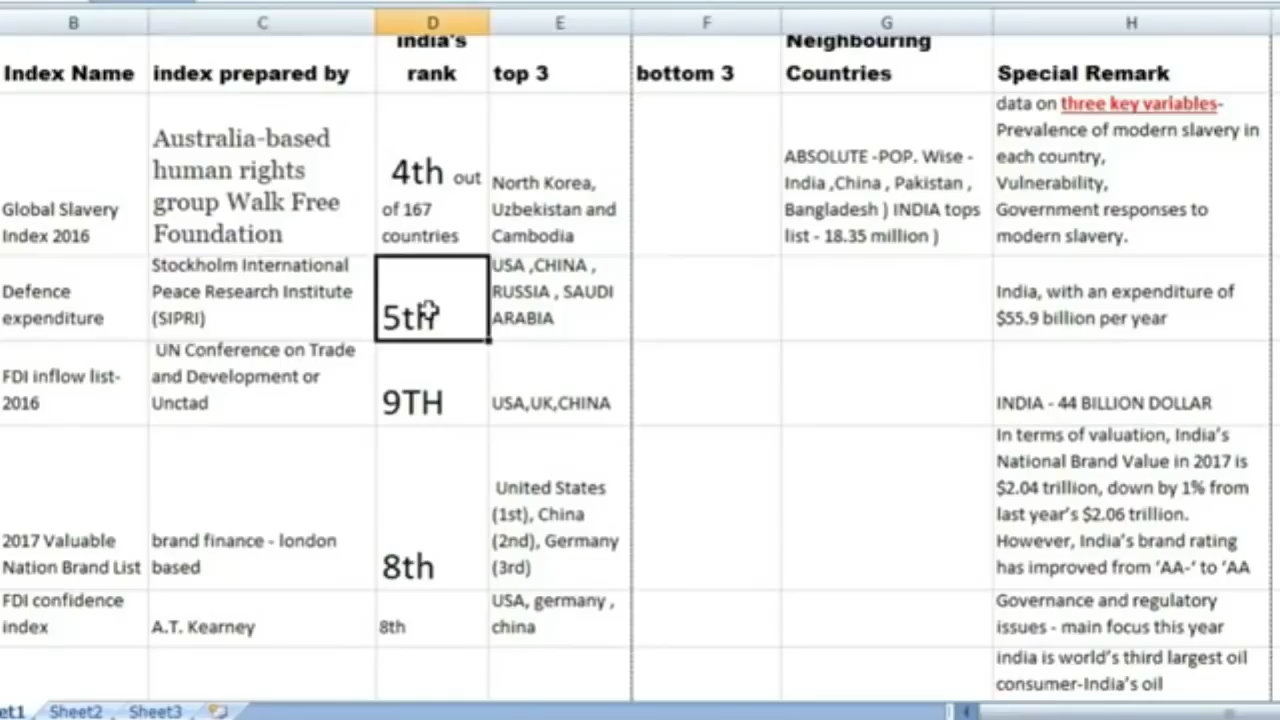 B C D E F G H
Index Name
index prepared by
india's
rank
top 3
bottom 3
Neighbouring
Countries
Special Remark
Global Slavery
Index 2016
Australia-based
human rights
group Walk Free
Foundation
4th out
of 167
countries
North Korea,
Uzbekistan and
Cambodia
ABSOLUTE -POP. Wise -
India ,China , Pakistan ,
Bangladesh ) INDIA tops
list - 18.35 million )
data on three key variables-
Prevalence of modern slavery in
each country,
Vulnerability,
Government responses to
modern slavery.
Defence
expenditure
Stockholm International
Peace Research Institute
(SIPRI)
5th
USA ,CHINA ,
RUSSIA , SAUDI
ARABIA
India, with an expenditure of
$55.9 billion per year
FDI inflow list-
2016
UN Conference on Trade
and Development or
Unctad
9TH
USA,UK,CHINA
INDIA - 44 BILLION DOLLAR
2017 Valuable
Nation Brand List
brand finance - london
based
8th
United States
(1st), China
(2nd), Germany
(3rd)
In terms of valuation, India's
National Brand Value in 2017 is
$2.04 trillion, down by 1% from
last year's $2.06 trillion.
However, India's brand rating
has improved from ‘AA-‘ to ‘AA
FDI confidence
index
A.T. Kearney
8th
USA, germany ,
china
Governance and regulatory
issues - main focus this year
india is world's third largest oil
consumer-India's oil
et1 Sheet2 Sheet3